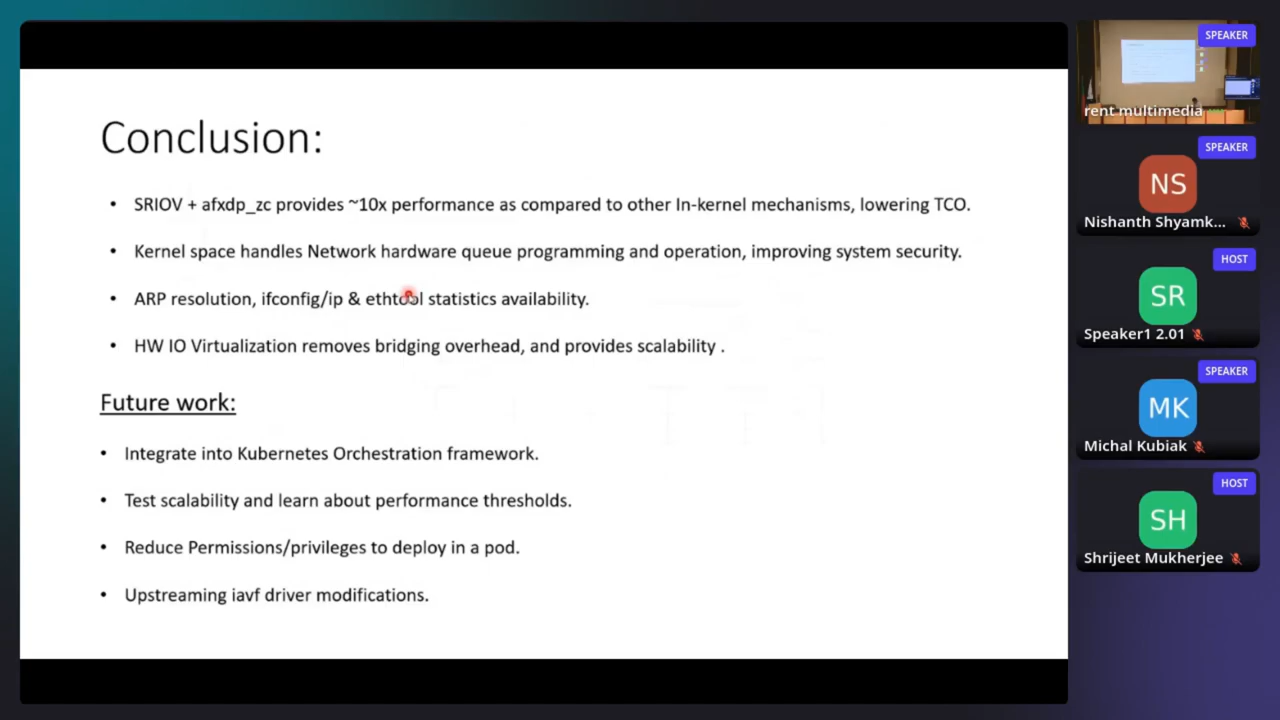 Conclusion:
• SRIOV + afxdp_zc provides ~10x performance as compared to other In-kernel mechanisms, lowering TCO.
• Kernel space handles Network hardware queue programming and operation, improving system security.
• ARP resolution, ifconfig/ip & ethtool statistics availability.
• HW IO Virtualization removes bridging overhead, and provides scalability .
Future work:
• Integrate into Kubernetes Orchestration framework.
• Test scalability and learn about performance thresholds.
• Reduce Permissions/privileges to deploy in a pod.
• Upstreaming iavf driver modifications.
SPEAKER
rent multimedia
SPEAKER
NS
Nishanth Shyamk...
HOST
SR
Speaker1 2.01
SPEAKER
MK
Michal Kubiak
HOST
SH
Shrijeet Mukherjee